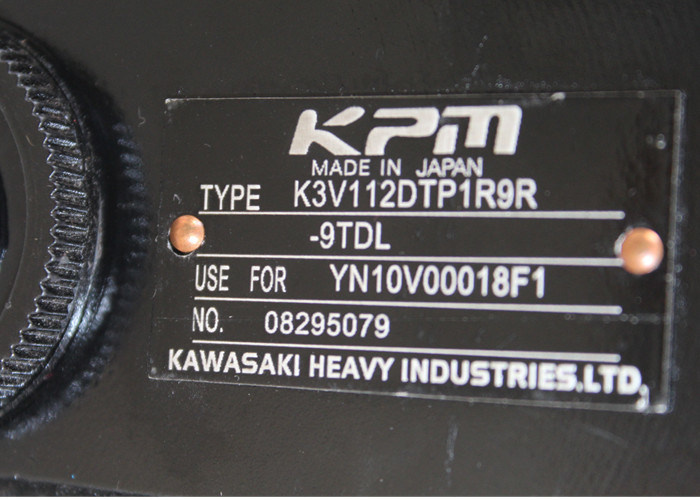 KPM
MADE IN JAPAN
TYPE K3V112DTP1R9R
-9TDL
USE FOR YN10V00018F1
NO. 08295079
KAWASAKI HEAVY INDUSTRIES.LTD.